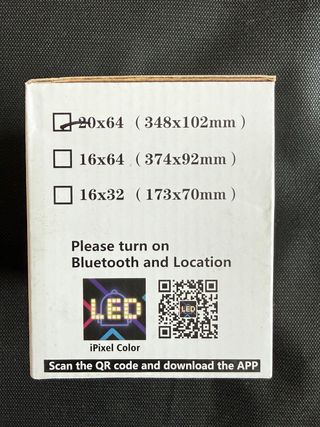 20x64 (348x102mm)
16x64 (374x92mm)
16x32 (173x70mm)
Please turn on
Bluetooth and Location
LED
LED
iPixel Color
Scan the QR code and download the APP